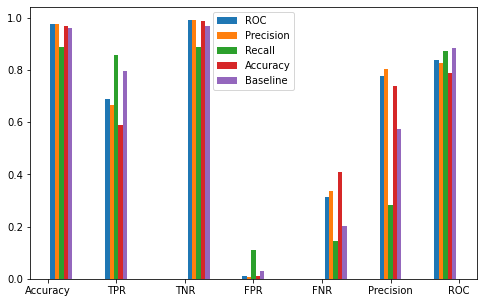 1.0
0.8
0.6
0.4
0.2
0.0
ROC
Precision
Recall
Accuracy
Baseline
Accuracy TPR TNR FPR FNR Precision ROC